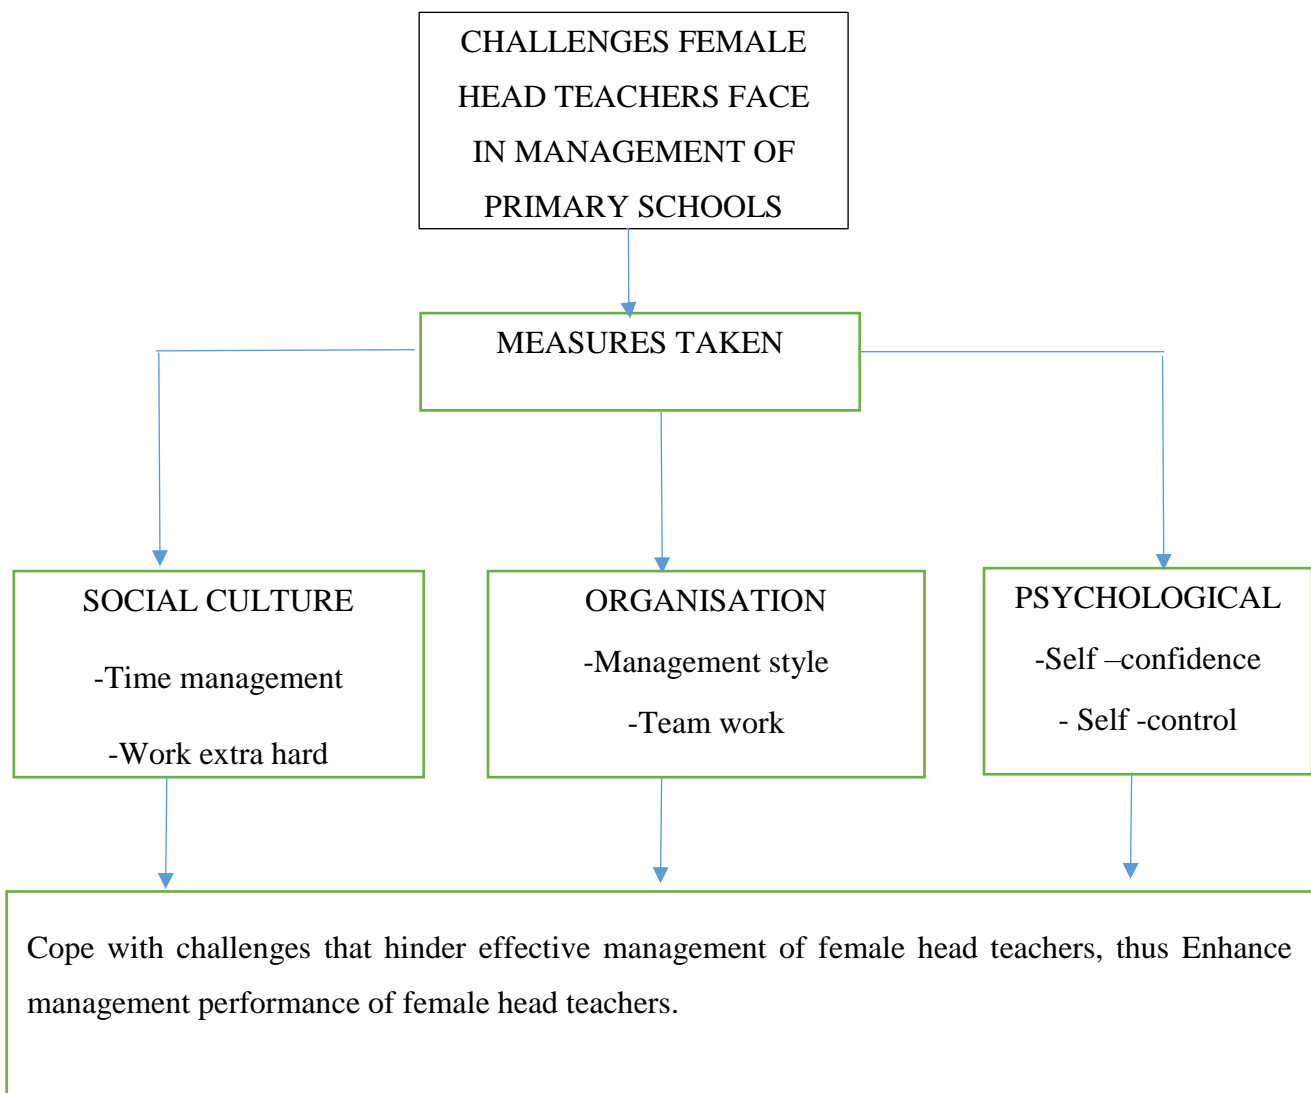 CHALLENGES FEMALE
HEAD TEACHERS FACE
IN MANAGEMENT OF
PRIMARY SCHOOLS
MEASURES TAKEN
SOCIAL CULTURE
-Time management
-Work extra hard
ORGANISATION
-Management style
-Team work
PSYCHOLOGICAL
-Self –confidence
- Self -control
Cope with challenges that hinder effective management of female head teachers, thus Enhance
management performance of female head teachers.